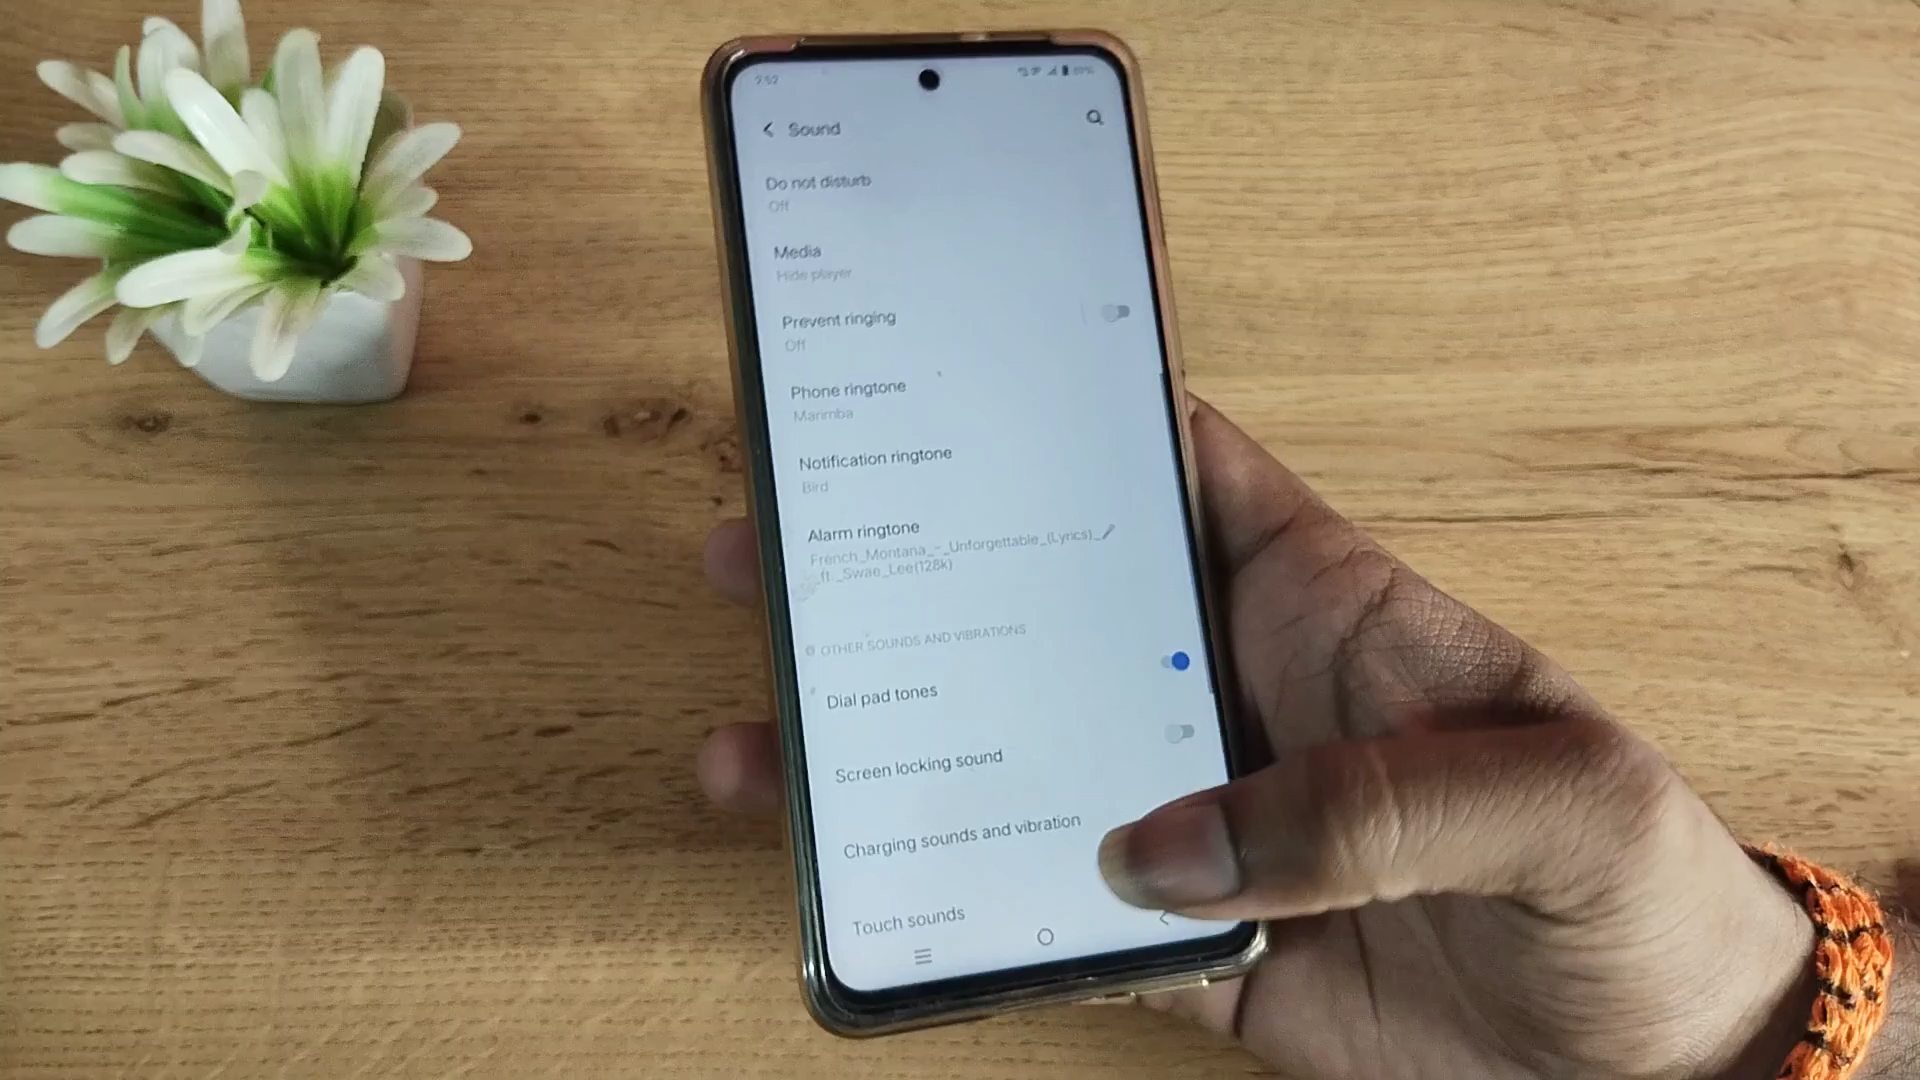 Sound
Do not disturb
Off
Media
Hide player
Prevent ringing
Off
Phone ringtone
Marimba
Notification ringtone
Bird
Alarm ringtone
French_Montana_-_Unforgettable_(Lyrics)_
_ft._Swae_Lee(128k)
OTHER SOUNDS AND VIBRATIONS
Dial pad tones
Screen locking sound
Charging sounds and vibration
Touch sounds